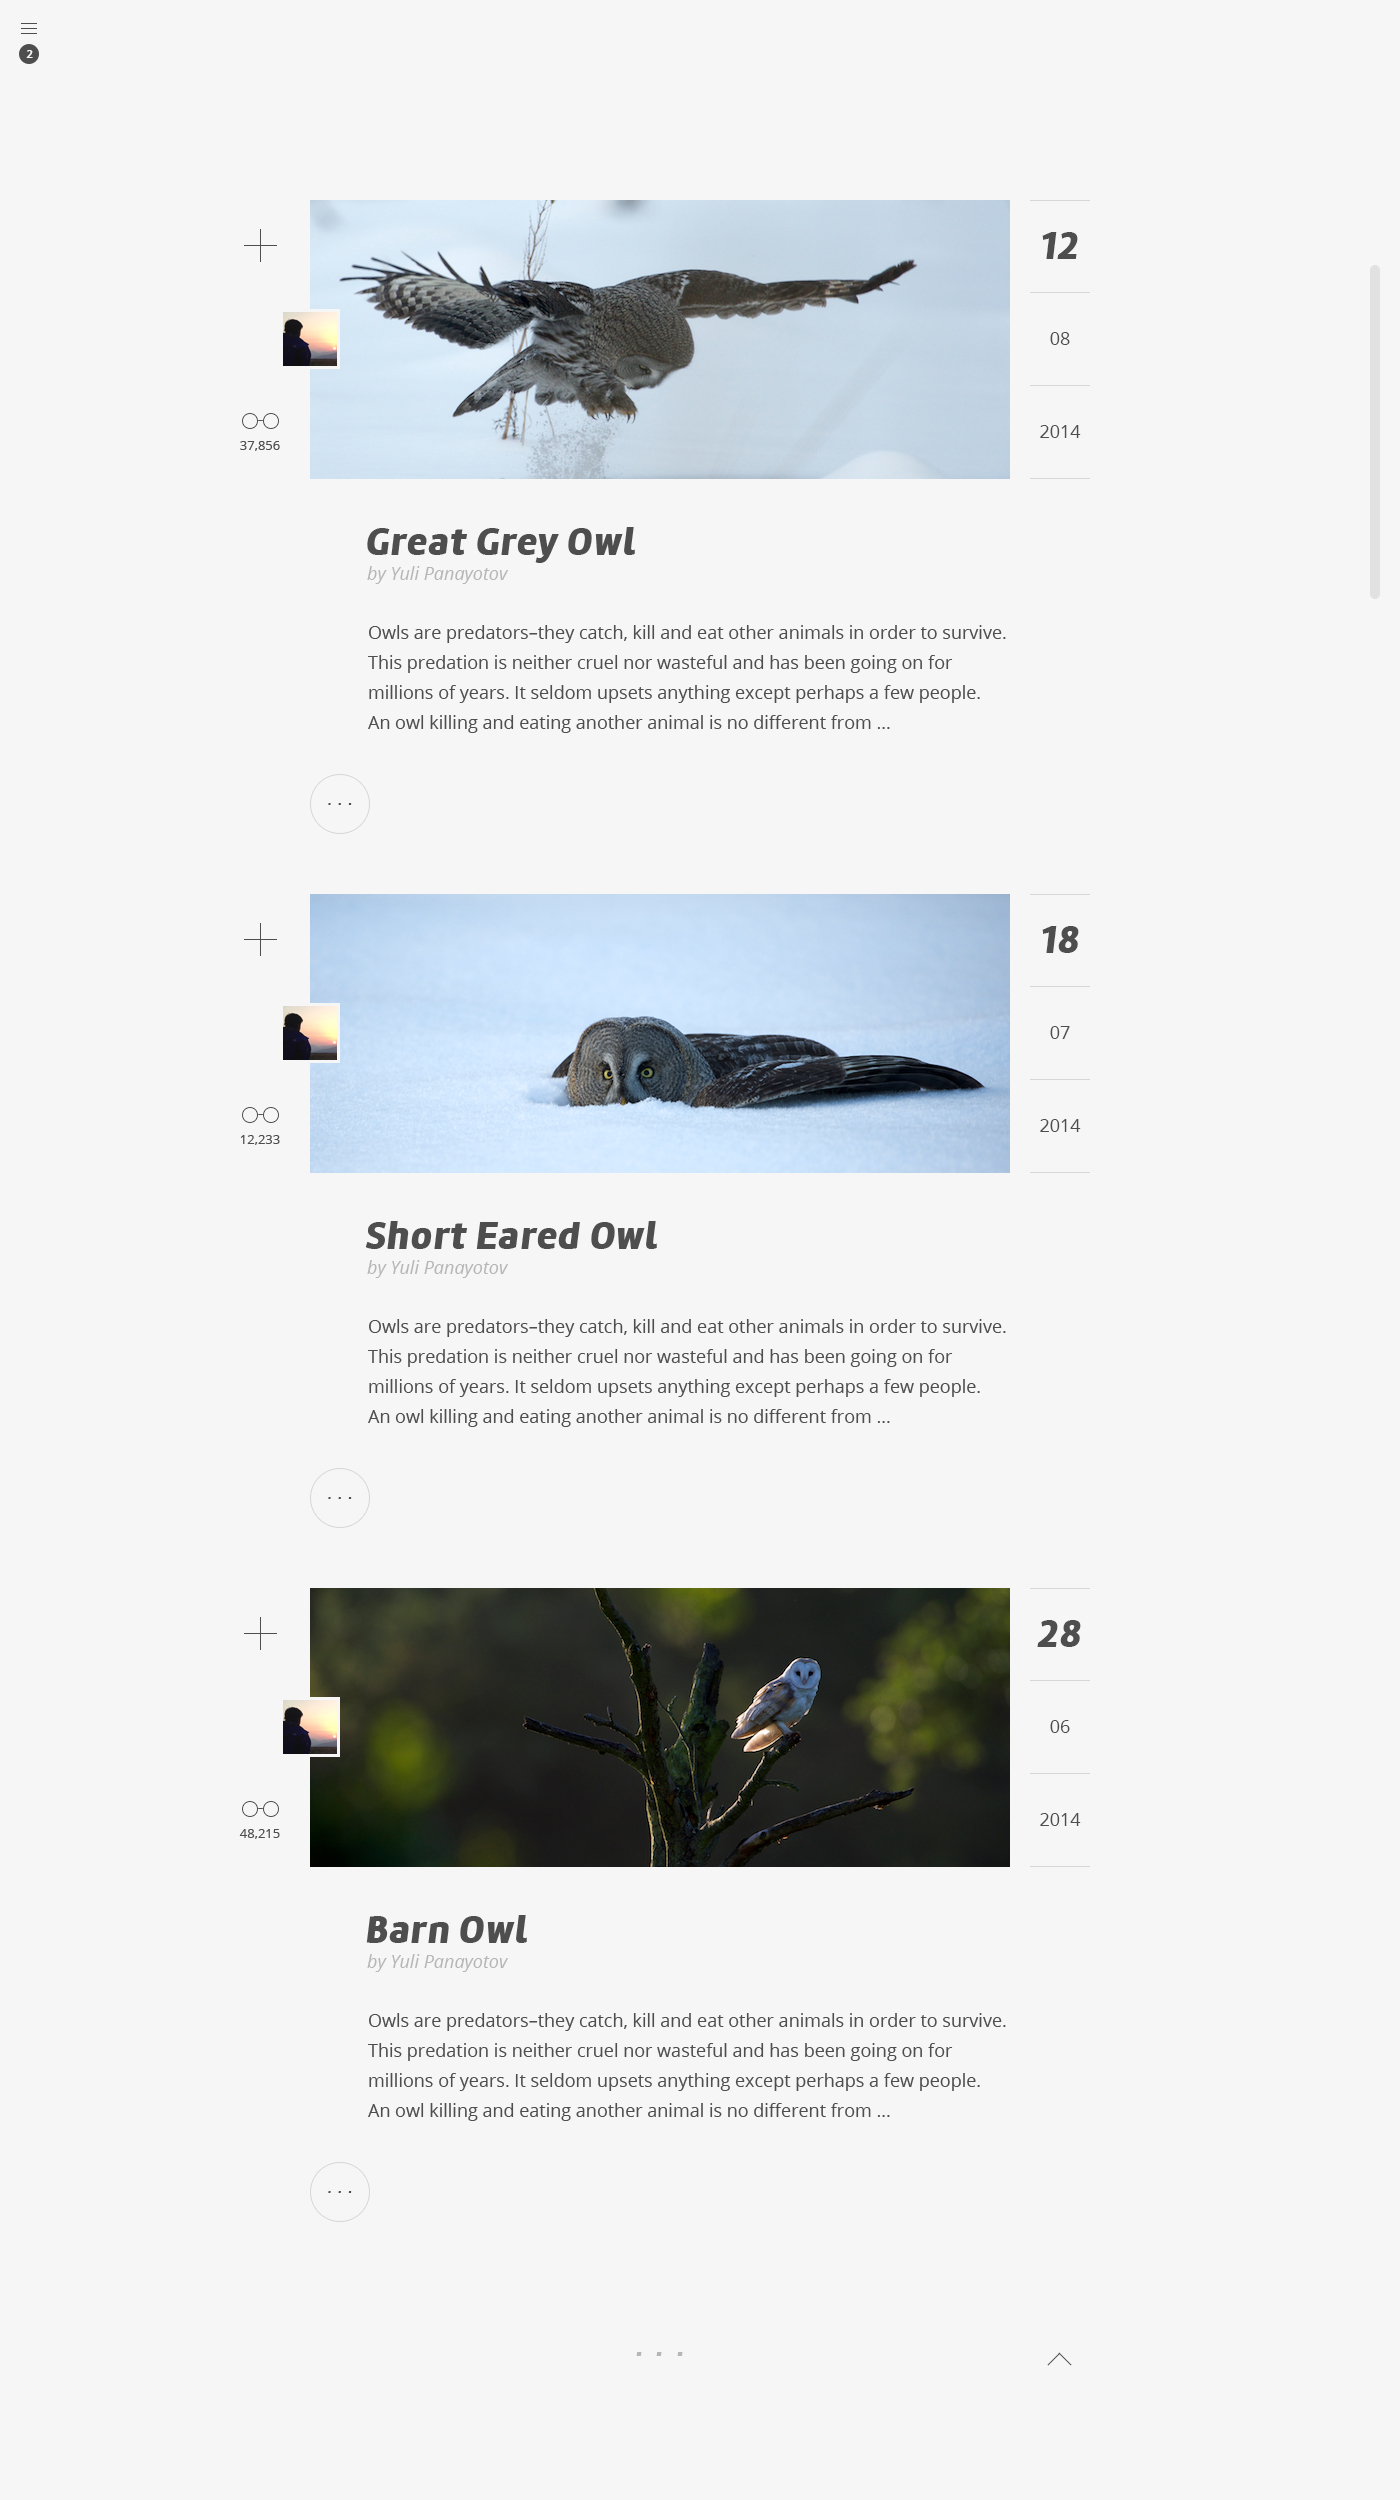 2
12
08
2014
37,856
Great Grey Owl
by Yuli Panayotov
Owls are predators–they catch, kill and eat other animals in order to survive.
This predation is neither cruel nor wasteful and has been going on for
millions of years. It seldom upsets anything except perhaps a few people.
An owl killing and eating another animal is no different from ...
. . .
18
07
2014
12,233
Short Eared Owl
by Yuli Panayotov
Owls are predators–they catch, kill and eat other animals in order to survive.
This predation is neither cruel nor wasteful and has been going on for
millions of years. It seldom upsets anything except perhaps a few people.
An owl killing and eating another animal is no different from ...
. . .
28
06
2014
48,215
Barn Owl
by Yuli Panayotov
Owls are predators–they catch, kill and eat other animals in order to survive.
This predation is neither cruel nor wasteful and has been going on for
millions of years. It seldom upsets anything except perhaps a few people.
An owl killing and eating another animal is no different from ...
. . .
. . .